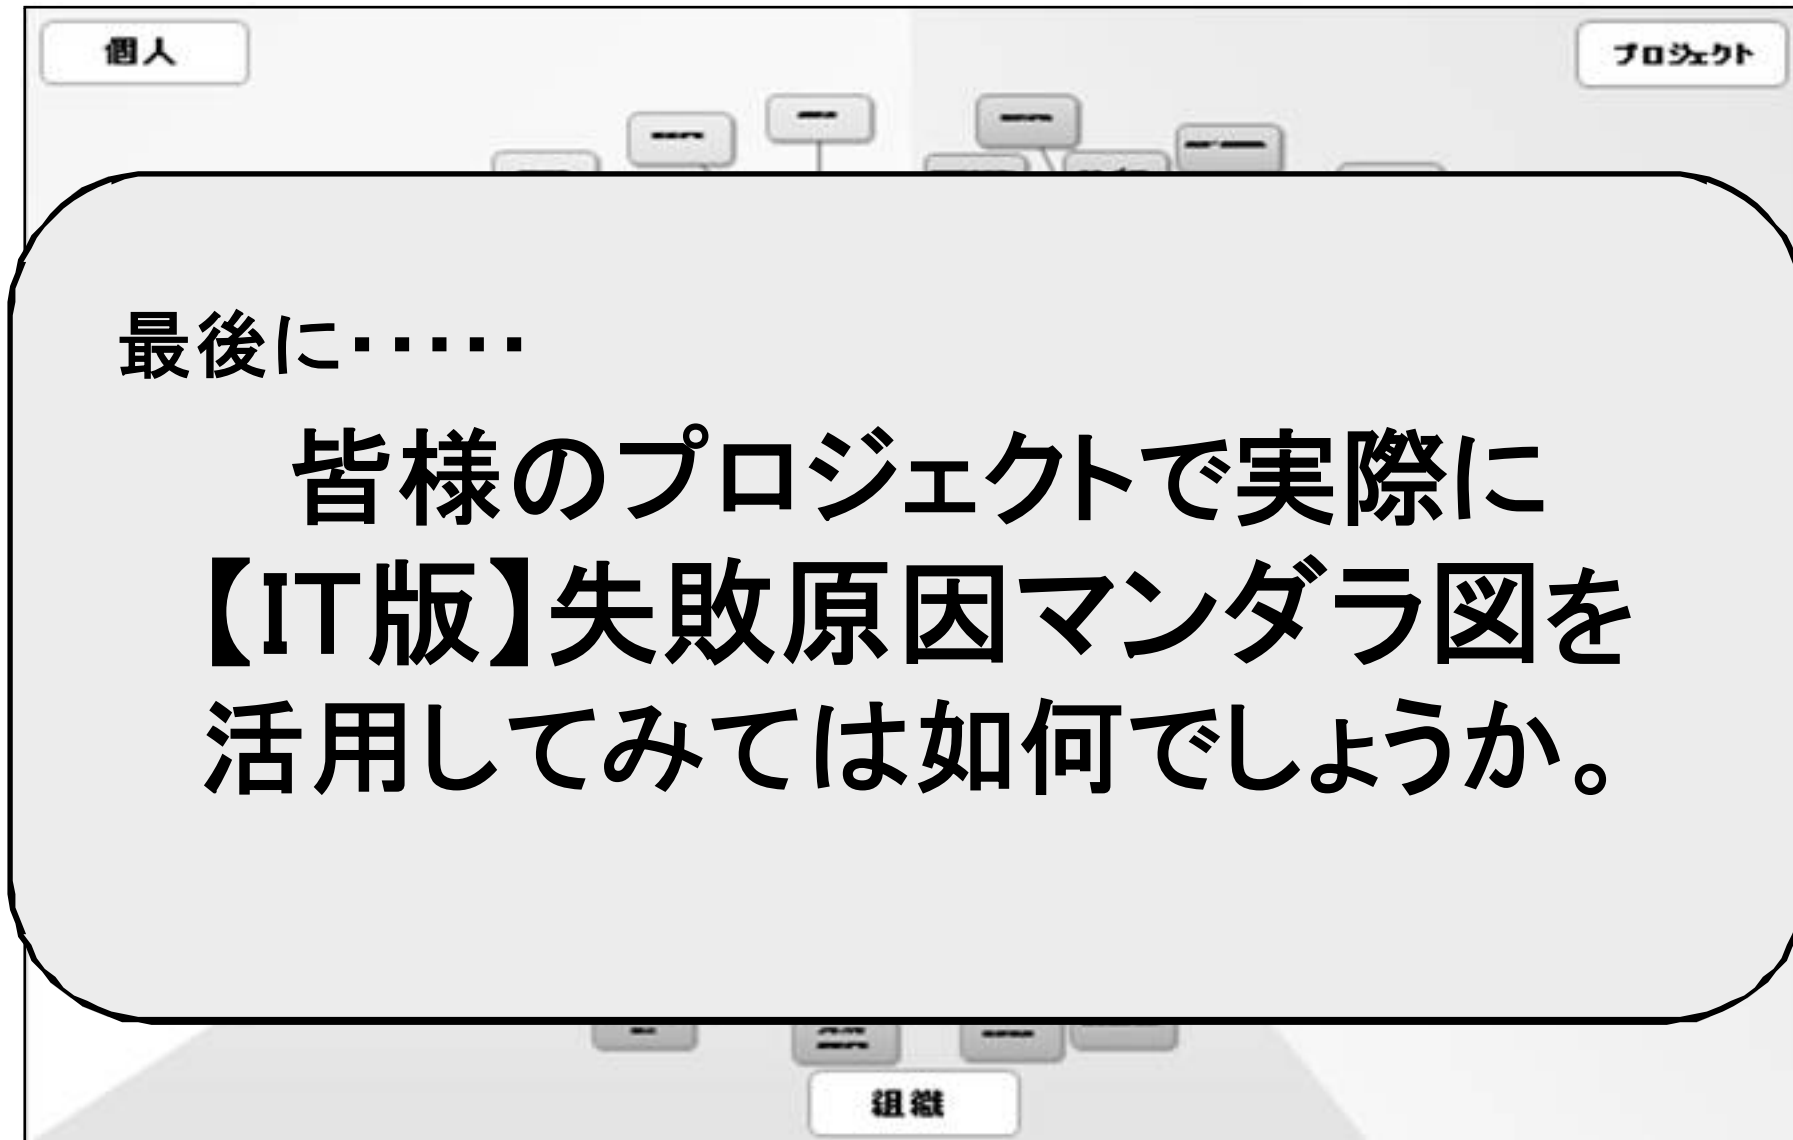 個人
プロジェクト
最後に・・・・・
皆様のプロジェクトで実際に
【IT版】失敗原因マンダラ図を
活用してみては如何でしょうか。
組織